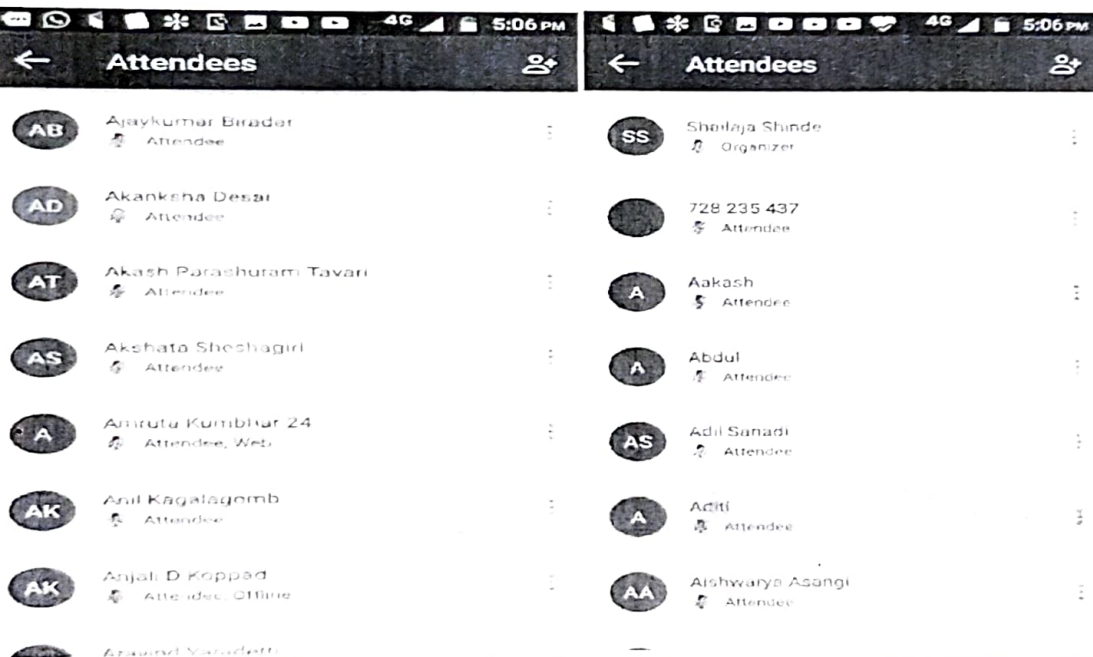 4G 5:06 PM
Attendees
AB Ajaykumar Biradar
Attendee
AD Akanksha Desai
Attendee
AT Akash Parashuram Tavari
Attendee
AS Akshata Sheshagiri
Attendee
A Amruta Kumbhar 24
Attendee, Web
AK Anil Kagalagomb
Attendee
AK Anjali D Koppad
Attendee, Offline
Aravind Yaradetti
4G 5:06 PM
Attendees
SS Shailaja Shinde
Organizer
728 235 437
Attendee
A Aakash
Attendee
A Abdul
Attendee
AS Adil Sanadi
Attendee
A Aditi
Attendee
AA Aishwarya Asangi
Attendee